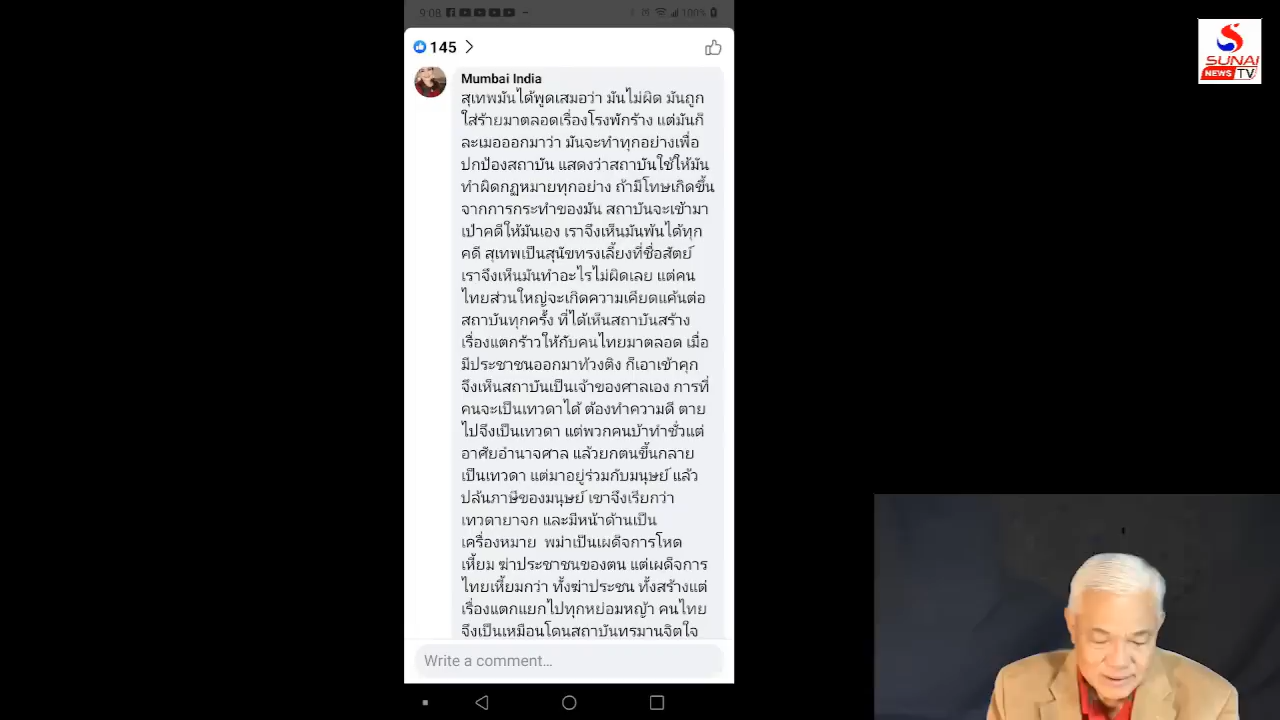 9:08
100%
SUNAI
NEWS TV
145
Mumbai India
สุเทพมันได้พูดเสมอว่า มันไม่ผิด มันถูก
ใส่ร้ายมาตลอดเรื่องโรงพักร้าง แต่มันก็
ละเมอออกมาว่า มันจะทำทุกอย่างเพื่อ
ปกป้องสถาบัน แสดงว่าสถาบันใช้ให้มัน
ทำผิดกฎหมายทุกอย่าง ถ้ามีโทษเกิดขึ้น
จากการกระทำของมัน สถาบันจะเข้ามา
เป่าคดีให้มันเอง เราจึงเห็นมันพ้นได้ทุก
คดี สุเทพเป็นสุนัขทรงเลี้ยงที่ซื่อสัตย์
เราจึงเห็นมันทำอะไรไม่ผิดเลย แต่คน
ไทยส่วนใหญ่จะเกิดความเคียดแค้นต่อ
สถาบันทุกครั้ง ที่ได้เห็นสถาบันสร้าง
เรื่องแตกร้าวให้กับคนไทยมาตลอด เมื่อ
มีประชาชนออกมาท้วงติง ก็เอาเข้าคุก
จึงเห็นสถาบันเป็นเจ้าของศาลเอง การที่
คนจะเป็นเทวดาได้ ต้องทำความดี ตาย
ไปจึงเป็นเทวดา แต่พวกคนบ้าทำชั่วแต่
อาศัยอำนาจศาล แล้วยกตนขึ้นกลาย
เป็นเทวดา แต่มาอยู่ร่วมกับมนุษย์ แล้ว
ปล้นภาษีของมนุษย์ เขาจึงเรียกว่า
เทวดายาจก และมีหน้าด้านเป็น
เครื่องหมาย พม่าเป็นเผด็จการโหด
เหี้ยม ฆ่าประชาชนของตน แต่เผด็จการ
ไทยเหี้ยมกว่า ทั้งฆ่าประชน ทั้งสร้างแต่
เรื่องแตกแยกไปทุกหย่อมหญ้า คนไทย
จึงเป็นเหมือนโดนสถาบันทรมานจิตใจ
Write a comment...